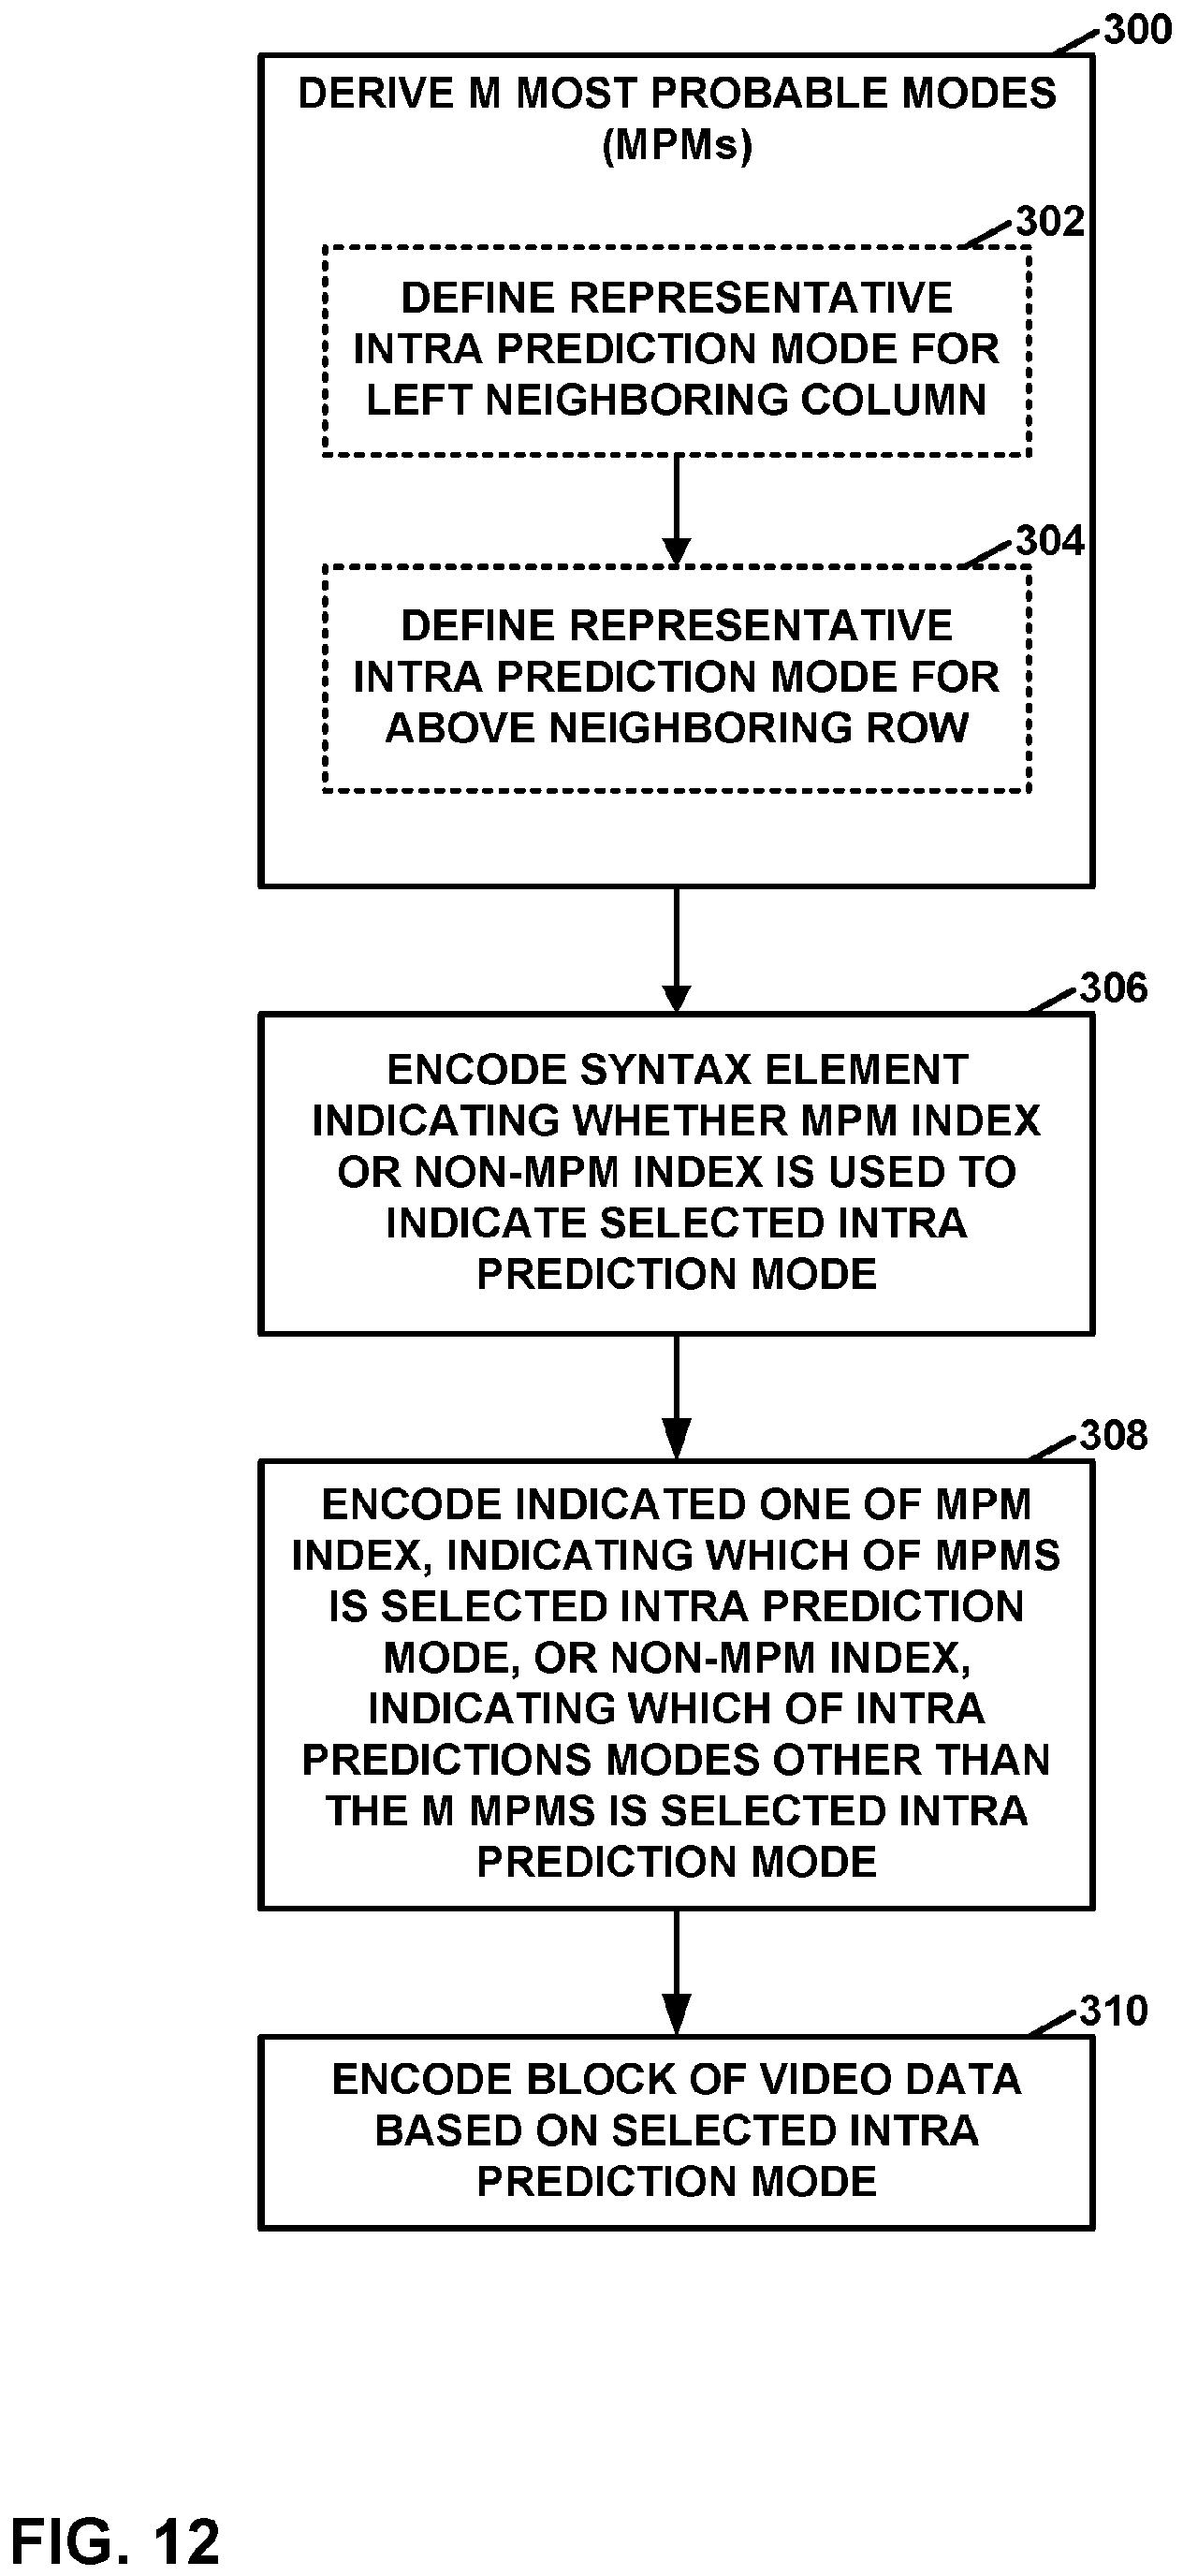 300
DERIVE M MOST PROBABLE MODES
(MPMs)
302
DEFINE REPRESENTATIVE
INTRA PREDICTION MODE FOR
LEFT NEIGHBORING COLUMN
304
DEFINE REPRESENTATIVE
INTRA PREDICTION MODE FOR
ABOVE NEIGHBORING ROW
306
ENCODE SYNTAX ELEMENT
INDICATING WHETHER MPM INDEX
OR NON-MPM INDEX IS USED TO
INDICATE SELECTED INTRA
PREDICTION MODE
308
ENCODE INDICATED ONE OF MPM
INDEX, INDICATING WHICH OF MPMS
IS SELECTED INTRA PREDICTION
MODE, OR NON-MPM INDEX,
INDICATING WHICH OF INTRA
PREDICTIONS MODES OTHER THAN
THE M MPMS IS SELECTED INTRA
PREDICTION MODE
310
ENCODE BLOCK OF VIDEO DATA
BASED ON SELECTED INTRA
PREDICTION MODE
FIG. 12